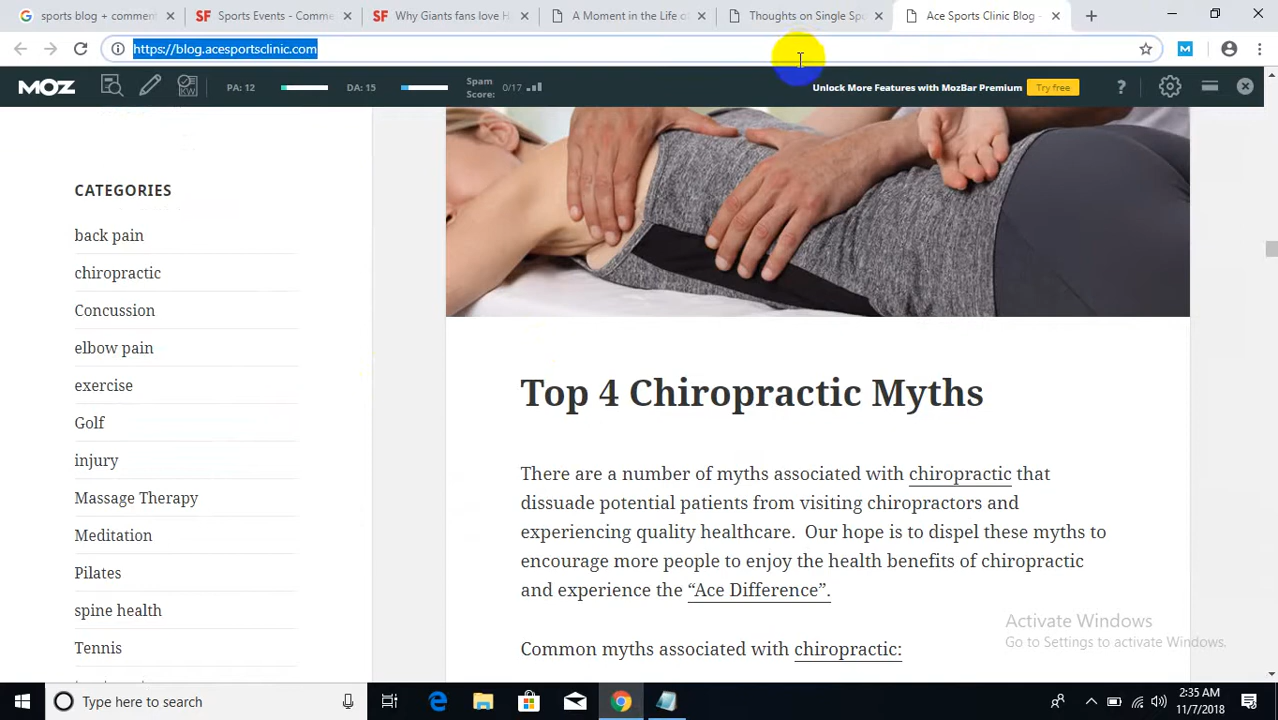 sports blog + commen
Sports Events - Comme
Why Giants fans love H
A Moment in the Life o
Thoughts on Single Spo
Ace Sports Clinic Blog -
https://blog.acesportsclinic.com
MOZ
PA: 12
DA: 15
Spam
Score:
0/17
Unlock More Features with MozBar Premium
Try free
CATEGORIES
back pain
chiropractic
Concussion
elbow pain
exercise
Golf
injury
Massage Therapy
Meditation
Pilates
spine health
Tennis
Top 4 Chiropractic Myths
There are a number of myths associated with chiropractic that
dissuade potential patients from visiting chiropractors and
experiencing quality healthcare.  Our hope is to dispel these myths to
encourage more people to enjoy the health benefits of chiropractic
and experience the “Ace Difference”.
Common myths associated with chiropractic:
Activate Windows
Go to Settings to activate Windows.
Type here to search
2:35 AM
11/7/2018